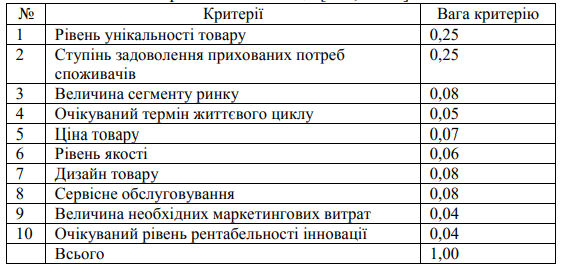 № Критерії Вага критерію
1 Рівень унікальності товару 0,25
2 Ступінь задоволення прихованих потреб 0,25
споживачів
3 Величина сегменту ринку 0,08
4 Очікуваний термін життєвого циклу 0,05
5 Ціна товару 0,07
6 Рівень якості 0,06
7 Дизайн товару 0,08
8 Сервісне обслуговування 0,08
9 Величина необхідних маркетингових витрат 0,04
10 Очікуваний рівень рентабельності інновації 0,04
Всього 1,00